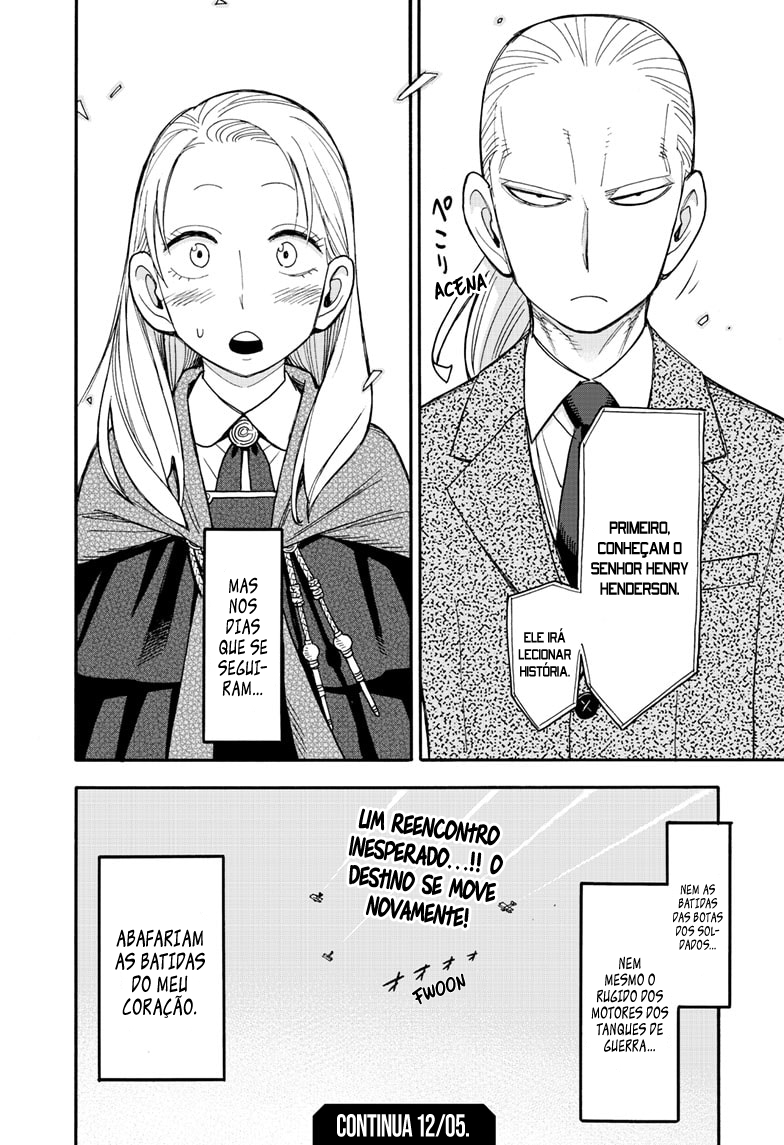 ペこり
ACENA
PRIMEIRO,
CONHEÇAM O
SENHOR HENRY
HENDERSON.
ELE IRÁ
LECIONAR
HISTÓRIA.
MAS
NOS
DIAS
QUE SE
SEGUI-
RAM...
NEM AS
BATIDAS
DAS BOTAS
DOS SOL-
DADOS...
NEM
MESMO O
RUGIDO DOS
MOTORES DOS
TANQUES DE
GUERRA...
UM REENCONTRO
INESPERADO...!! O
DESTINO SE MOVE
NOVAMENTE!
オオオオ
FWOON
ABAFARIAM
AS BATIDAS
DO MEU
CORAÇÃO.
CONTINUA 12/05.